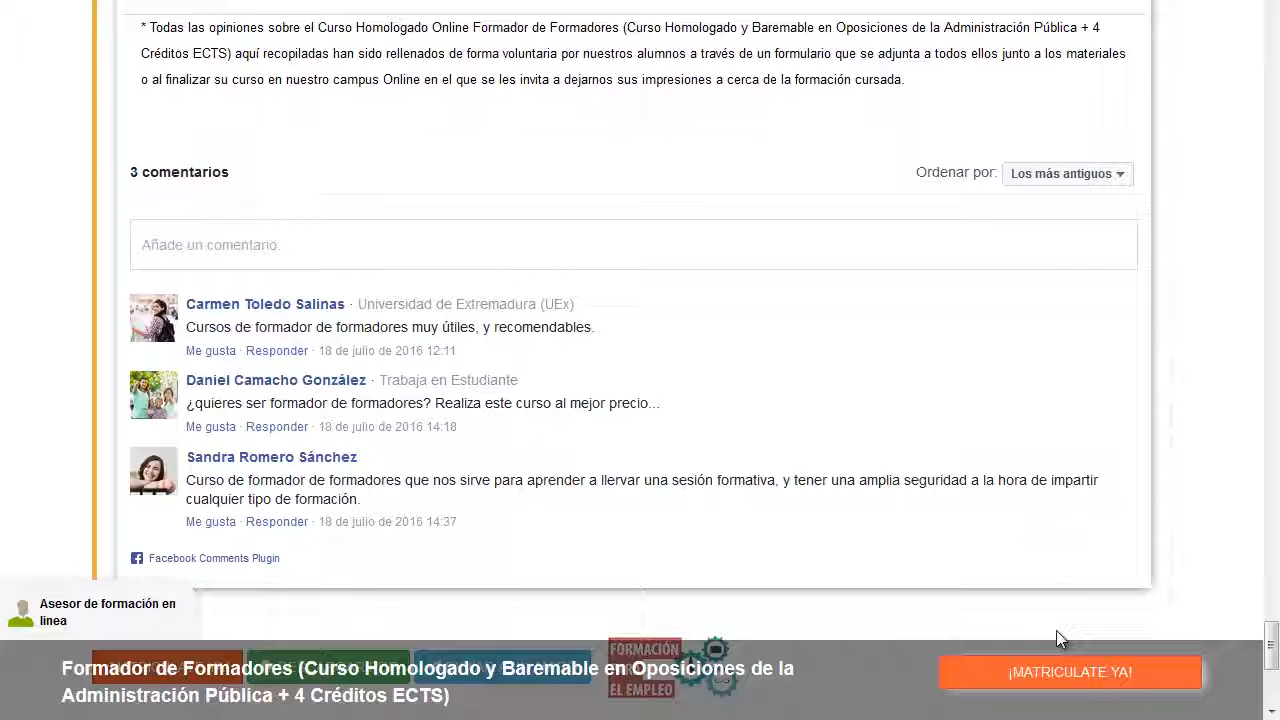 * Todas las opiniones sobre el Curso Homologado Online Formador de Formadores (Curso Homologado y Baremable en Oposiciones de la Administración Pública + 4
Créditos ECTS) aquí recopiladas han sido rellenados de forma voluntaria por nuestros alumnos a través de un formulario que se adjunta a todos ellos junto a los materiales
o al finalizar su curso en nuestro campus Online en el que se les invita a dejarnos sus impresiones a cerca de la formación cursada.
3 comentarios
Ordenar por: Los más antiguos
Añade un comentario.
Carmen Toledo Salinas · Universidad de Extremadura (UEx)
Cursos de formador de formadores muy útiles, y recomendables.
Me gusta · Responder · 18 de julio de 2016 12:11
Daniel Camacho González · Trabaja en Estudiante
¿quieres ser formador de formadores? Realiza este curso al mejor precio...
Me gusta · Responder · 18 de julio de 2016 14:18
Sandra Romero Sánchez
Curso de formador de formadores que nos sirve para aprender a llervar una sesión formativa, y tener una amplia seguridad a la hora de impartir
cualquier tipo de formación.
Me gusta · Responder · 18 de julio de 2016 14:37
Facebook Comments Plugin
Asesor de formación en
linea
FORMACIÓN
EL EMPLEO
Formador de Formadores (Curso Homologado y Baremable en Oposiciones de la
Administración Pública + 4 Créditos ECTS)
¡MATRICULATE YA!